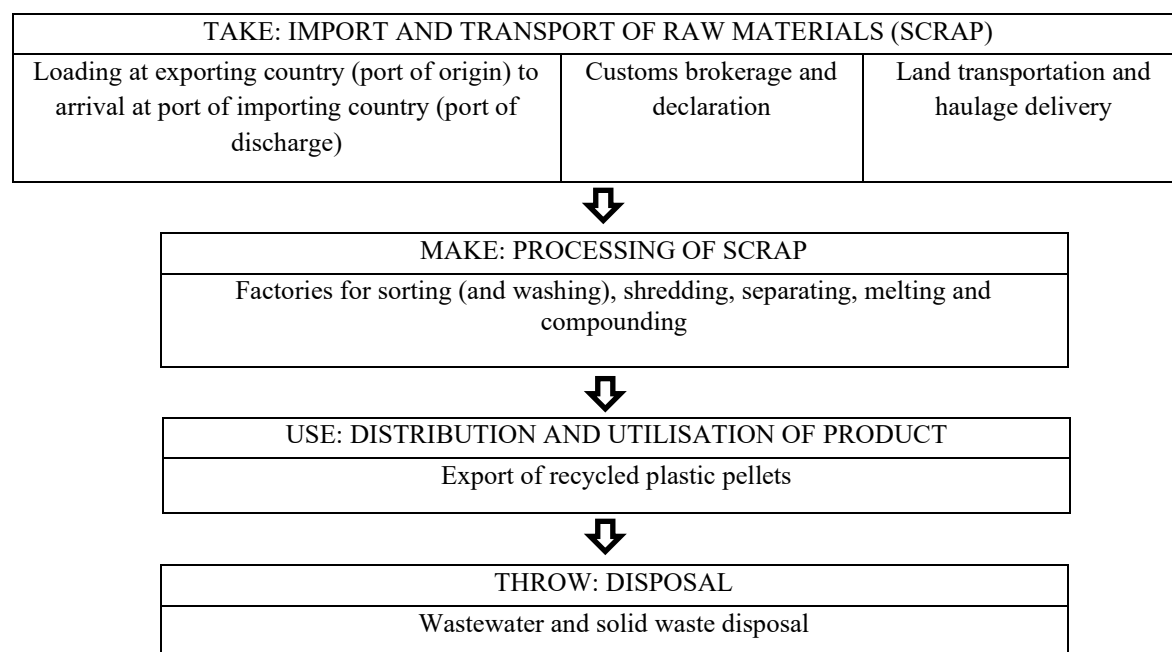 TAKE: IMPORT AND TRANSPORT OF RAW MATERIALS (SCRAP)
Loading at exporting country (port of origin) to
arrival at port of importing country (port of
discharge)
Customs brokerage and
declaration
Land transportation and
haulage delivery
MAKE: PROCESSING OF SCRAP
Factories for sorting (and washing), shredding, separating, melting and
compounding
USE: DISTRIBUTION AND UTILISATION OF PRODUCT
Export of recycled plastic pellets
THROW: DISPOSAL
Wastewater and solid waste disposal